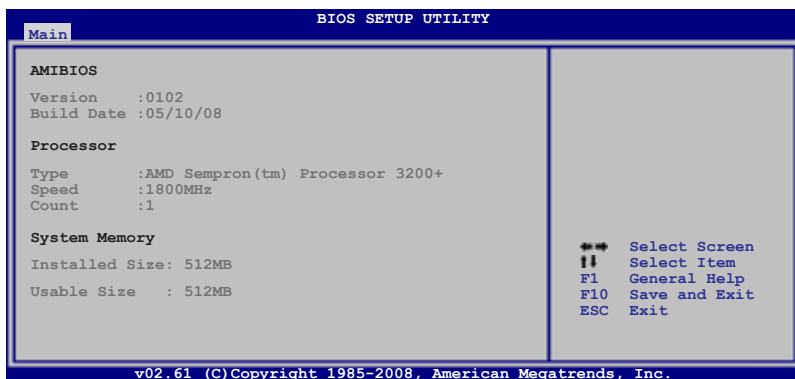 BIOS SETUP UTILITY
Main
AMIBIOS
Version :0102
Build Date :05/10/08
Processor
Type :AMD Sempron(tm) Processor 3200+
Speed :1800MHz
Count :1
System Memory
Installed Size: 512MB
Usable Size : 512MB
Select Screen
Select Item
F1 General Help
F10 Save and Exit
ESC Exit
v02.61 (C)Copyright 1985-2008, American Megatrends, Inc.